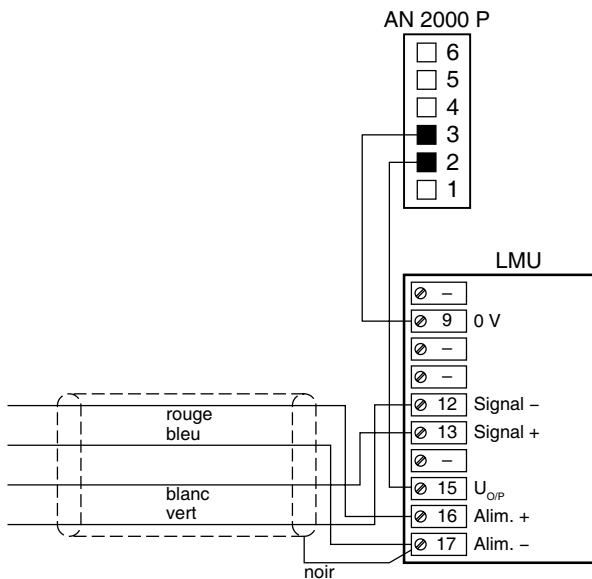 AN 2000 P
6
5
4
3
2
1
LMU
–
9 0 V
–
–
12 Signal –
13 Signal +
–
15 U O/P
16 Alim. +
17 Alim. –
rouge
bleu
blanc
vert
noir